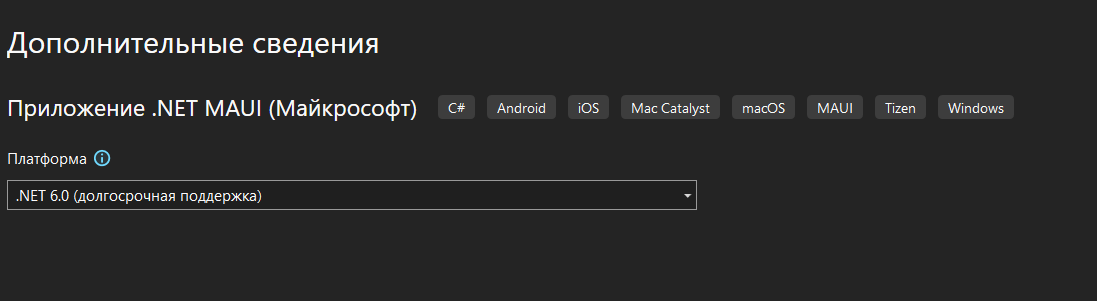 Дополнительные сведения
Приложение .NET MAUI (Майкрософт) C# Android iOS Mac Catalyst macOS MAUI Tizen Windows
Платформа
.NET 6.0 (долгосрочная поддержка)